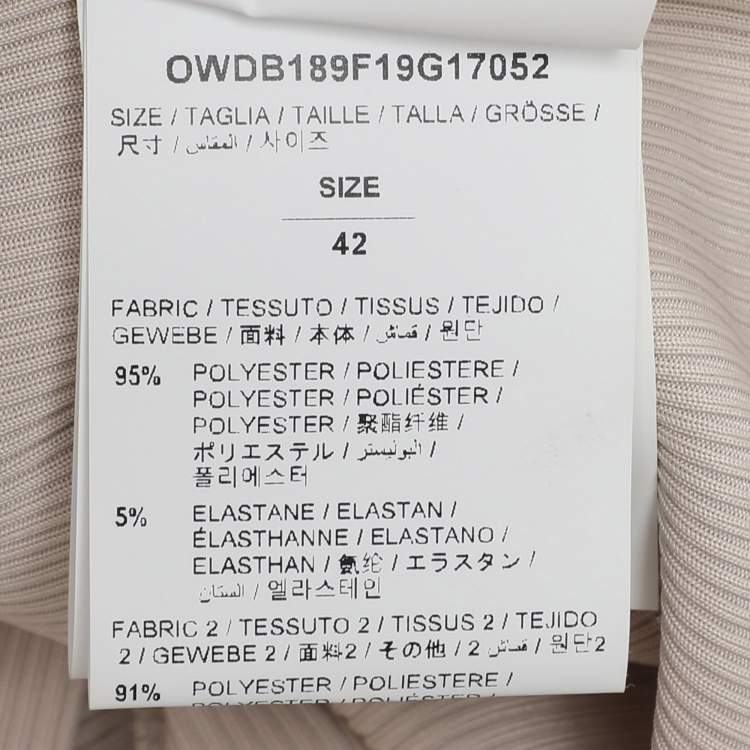 OWDB189F19G17052
SIZE / TAGLIA / TAILLE / TALLA / GRÖSSE /
尺寸 / المقاس / 사이즈
SIZE
42
FABRIC / TESSUTO / TISSUS / TEJIDO /
GEWEBE / 面料 / 本体 / قماش / 원단
95% POLYESTER / POLIESTERE /
POLYESTER / POLIÉSTER /
POLYESTER / 聚酯纤维 /
ポリエステル / البوليستر /
폴리에스터
5% ELASTANE / ELASTAN /
ÉLASTHANNE / ELASTANO /
ELASTHAN / 氨纶 / エラスタン /
الستان / 엘라스테인
FABRIC 2 / TESSUTO 2 / TISSUS 2 / TEJIDO
2 / GEWEBE 2 / 面料2 / その他 / 2 قماش / 원단2
91% POLYESTER / POLIESTERE /
POLYESTER / POLIÉSTER /